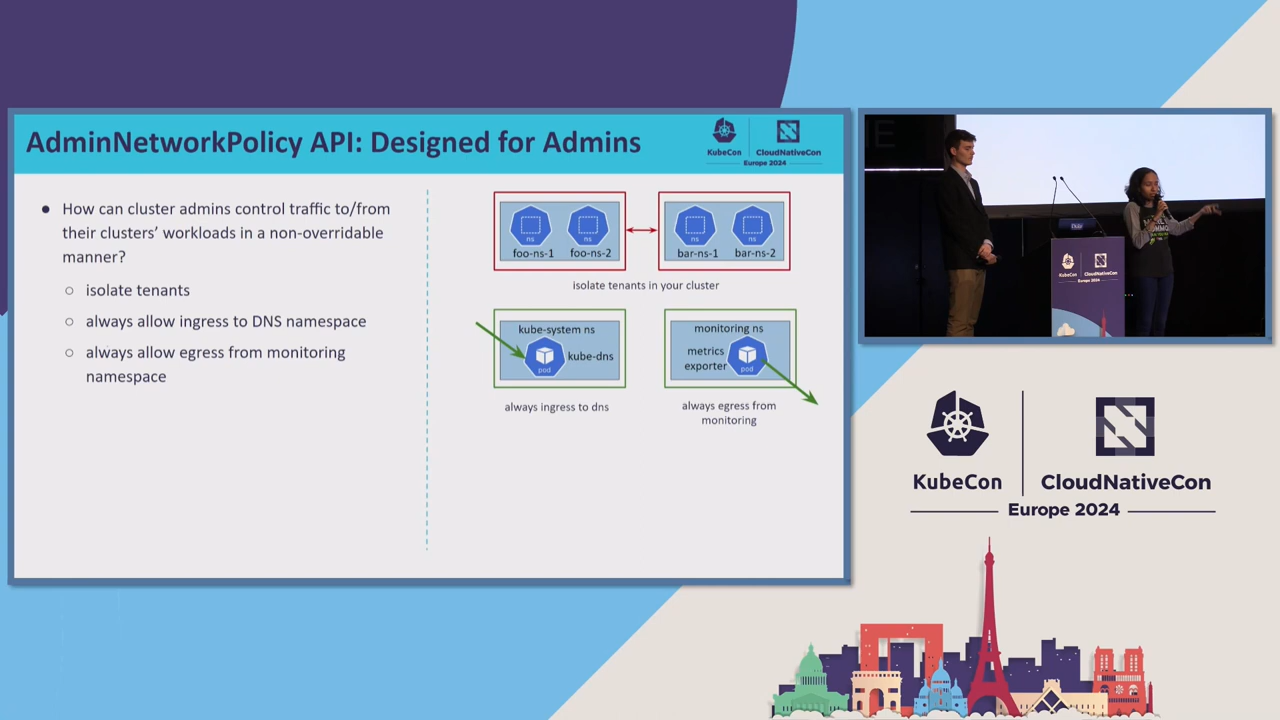 AdminNetworkPolicy API: Designed for Admins
KubeCon
CloudNativeCon
Europe 2024
● How can cluster admins control traffic to/from
their clusters’ workloads in a non-overridable
manner?
○ isolate tenants
○ always allow ingress to DNS namespace
○ always allow egress from monitoring
namespace
ns
foo-ns-1
ns
foo-ns-2
ns
bar-ns-1
ns
bar-ns-2
isolate tenants in your cluster
kube-system ns
kube-dns
pod
always ingress to dns
monitoring ns
metrics
exporter
pod
always egress from
monitoring
KubeCon
CloudNativeCon
Europe 2024
KubeCon
CloudNativeCon
Europe 2024